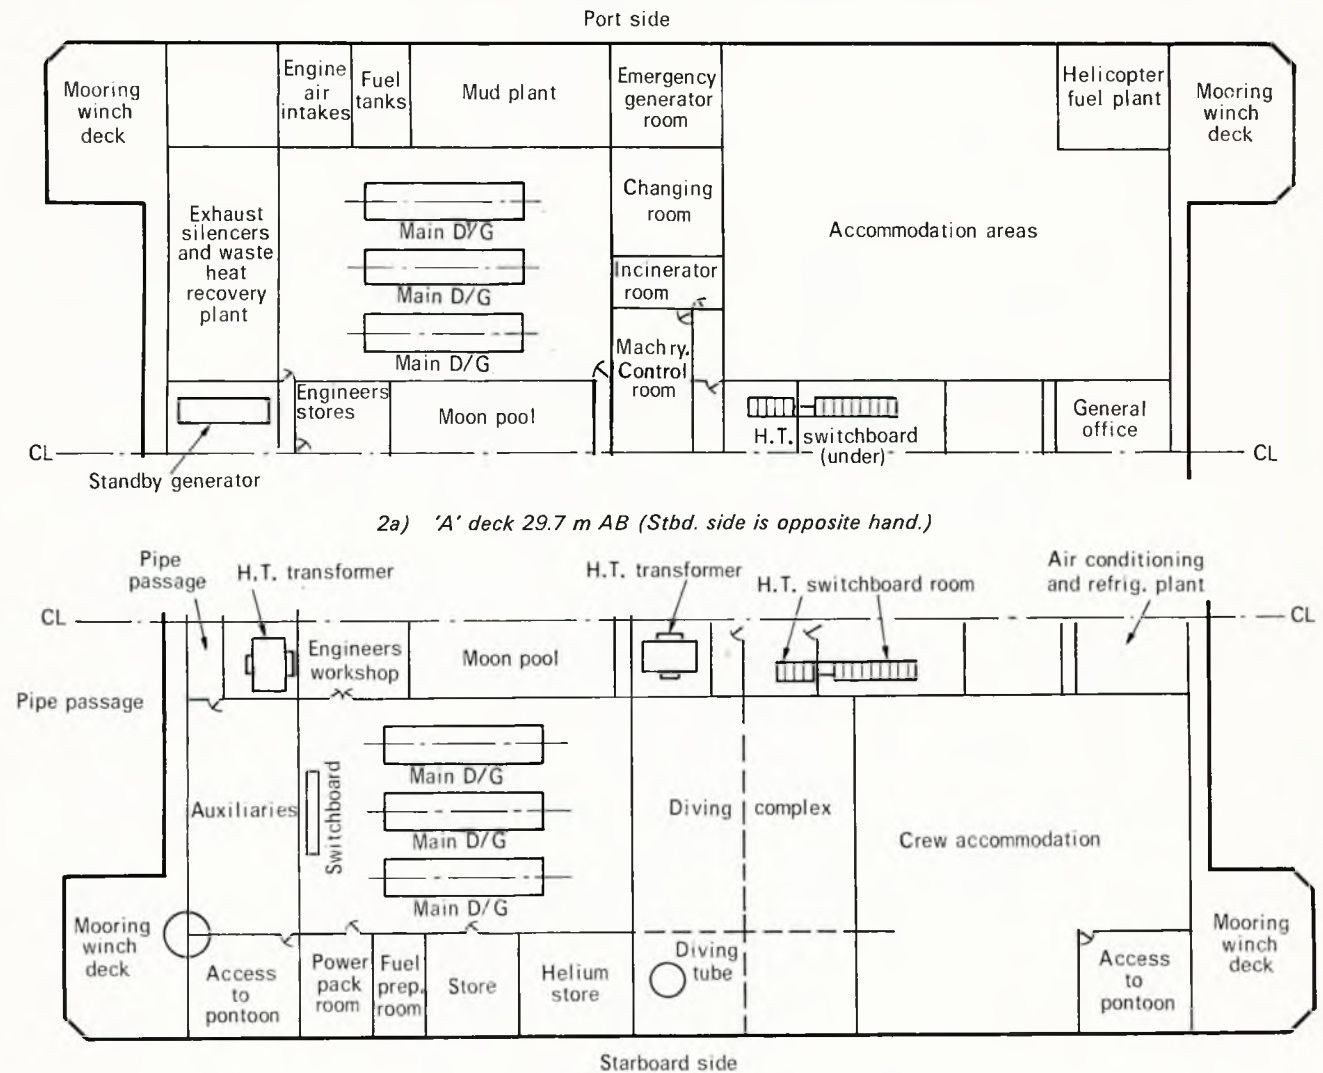 Port side
Mooring
winch
deck
Engine
air
intakes
Fuel
tanks
Mud plant
Emergency
generator
room
Helicopter
fuel plant
Mooring
winch
deck
Exhaust
silencers
and waste
heat
recovery
plant
Main D/G
Main D/G
Main D/G
Changing
room
Incinerator
room
Machry.
Control
room
Accommodation areas
Engineers
stores
Moon pool
H.T. switchboard
(under)
General
office
CL
CL
Standby generator
2a) 'A' deck 29.7 m AB (Stbd. side is opposite hand.)
Pipe
passage
H.T. transformer
H.T. transformer
H.T. switchboard room
Air conditioning
and refrig. plant
CL
CL
Engineers
workshop
Moon pool
Pipe passage
Auxiliaries
Switchboard
Main D/G
Main D/G
Main D/G
Diving complex
Crew accommodation
Mooring
winch
deck
Access
to
pontoon
Power
pack
room
Fuel
prep.
room
Store
Helium
store
Diving
tube
Access
to
pontoon
Mooring
winch
deck
Starboard side